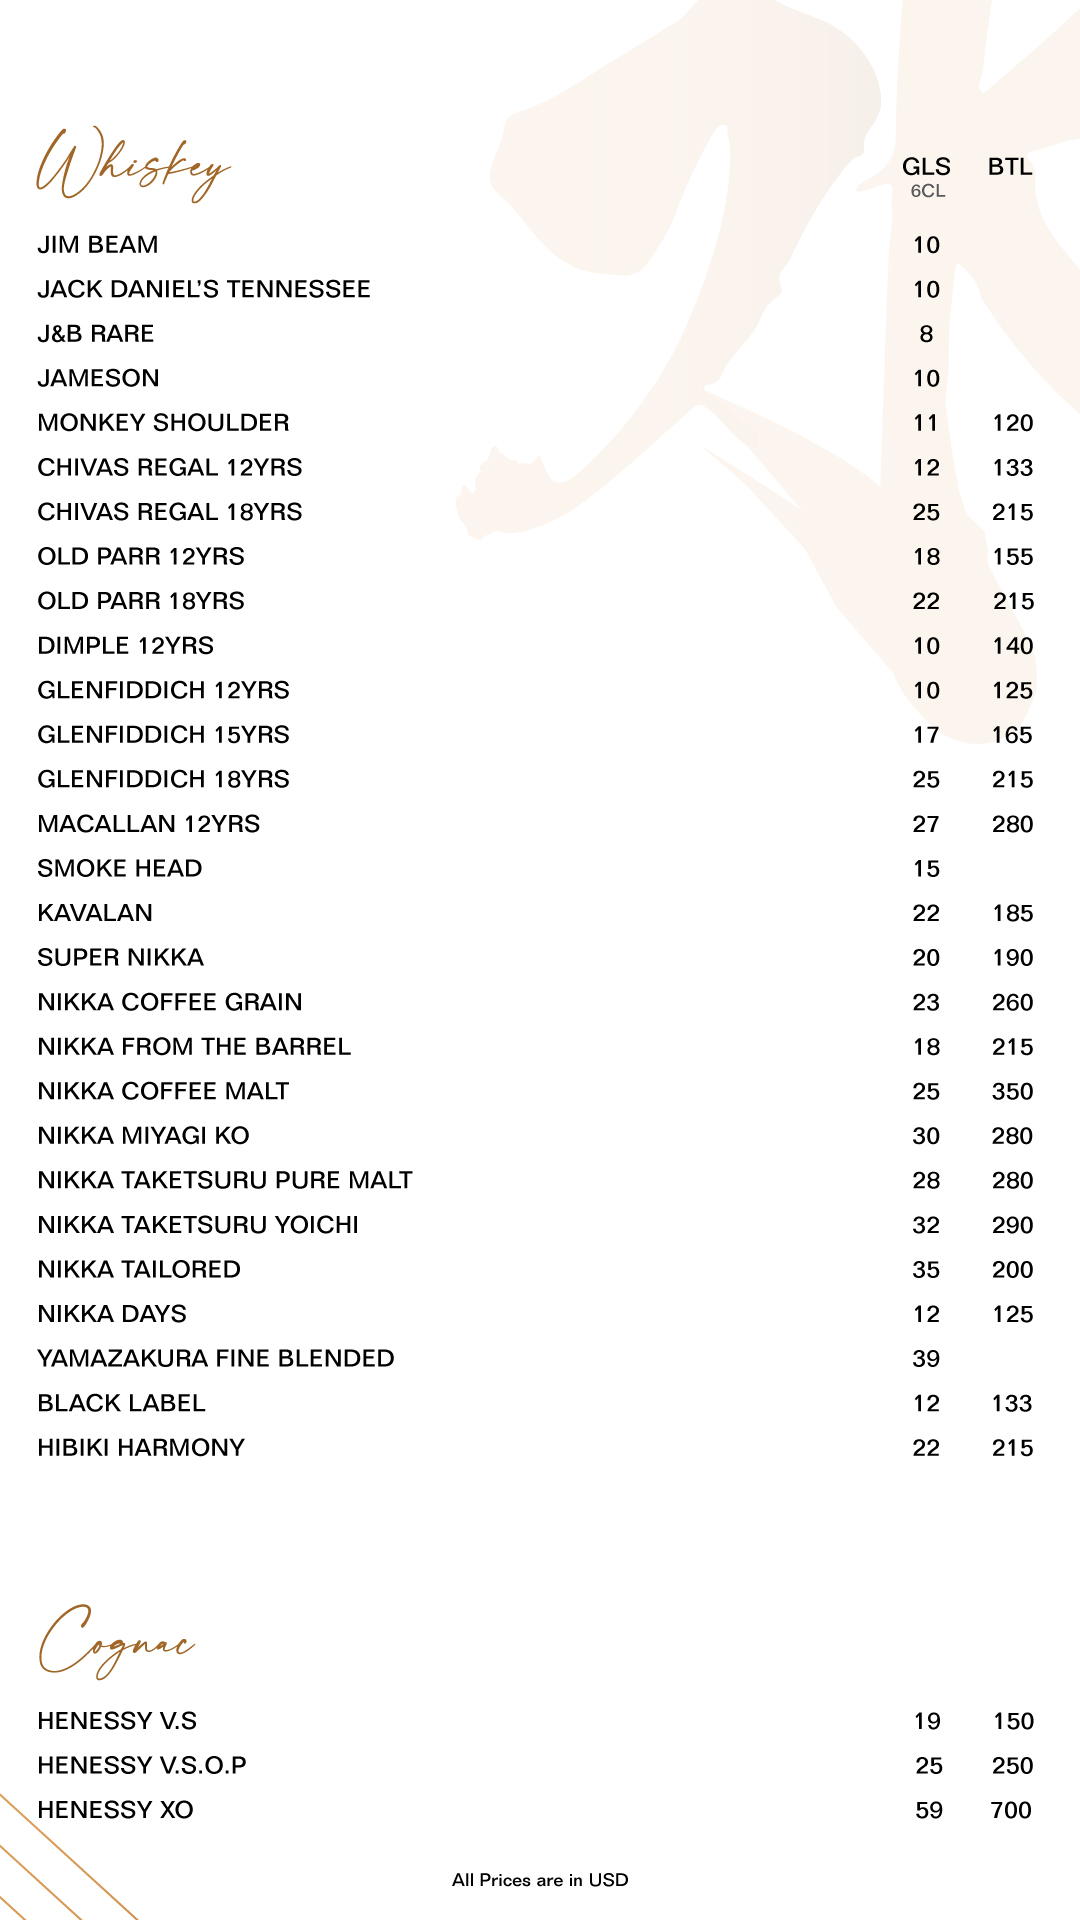 Whiskey GLS BTL
6CL
JIM BEAM 10
JACK DANIEL'S TENNESSEE 10
J&B RARE 8
JAMESON 10
MONKEY SHOULDER 11 120
CHIVAS REGAL 12YRS 12 133
CHIVAS REGAL 18YRS 25 215
OLD PARR 12YRS 18 155
OLD PARR 18YRS 22 215
DIMPLE 12YRS 10 140
GLENFIDDICH 12YRS 10 125
GLENFIDDICH 15YRS 17 165
GLENFIDDICH 18YRS 25 215
MACALLAN 12YRS 27 280
SMOKE HEAD 15
KAVALAN 22 185
SUPER NIKKA 20 190
NIKKA COFFEE GRAIN 23 260
NIKKA FROM THE BARREL 18 215
NIKKA COFFEE MALT 25 350
NIKKA MIYAGI KO 30 280
NIKKA TAKETSURU PURE MALT 28 280
NIKKA TAKETSURU YOICHI 32 290
NIKKA TAILORED 35 200
NIKKA DAYS 12 125
YAMAZAKURA FINE BLENDED 39
BLACK LABEL 12 133
HIBIKI HARMONY 22 215
Cognac
HENESSY V.S 19 150
HENESSY V.S.O.P 25 250
HENESSY XO 59 700
All Prices are in USD